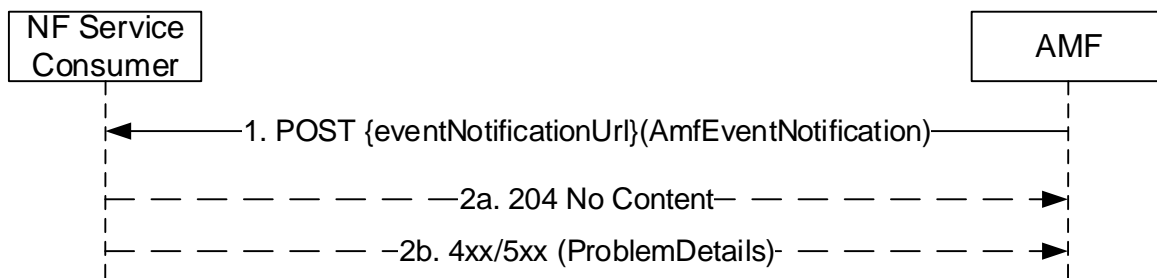 NF Service
Consumer
AMF
1. POST {eventNotificationUrl}(AmfEventNotification)
2a. 204 No Content
2b. 4xx/5xx (ProblemDetails)